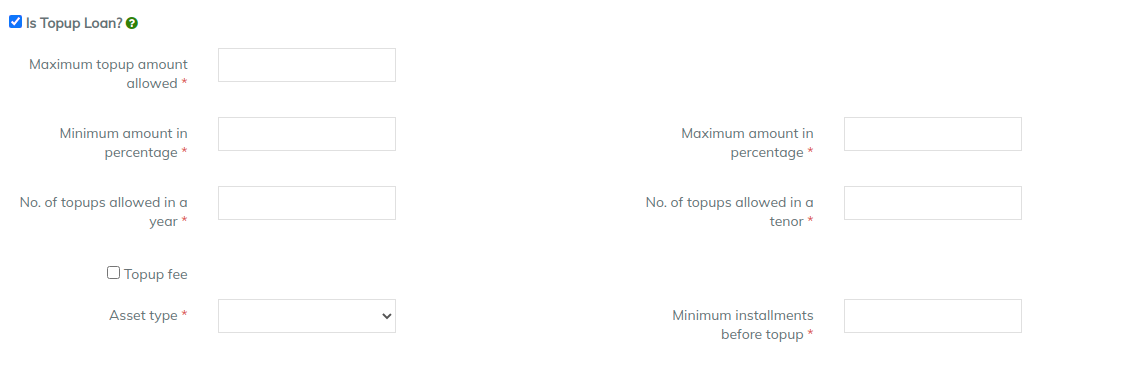 Is Topup Loan?
Maximum topup amount
allowed *
Minimum amount in
percentage *
Maximum amount in
percentage *
No. of topups allowed in a
year *
No. of topups allowed in a
tenor *
Topup fee
Asset type *
Minimum installments
before topup *